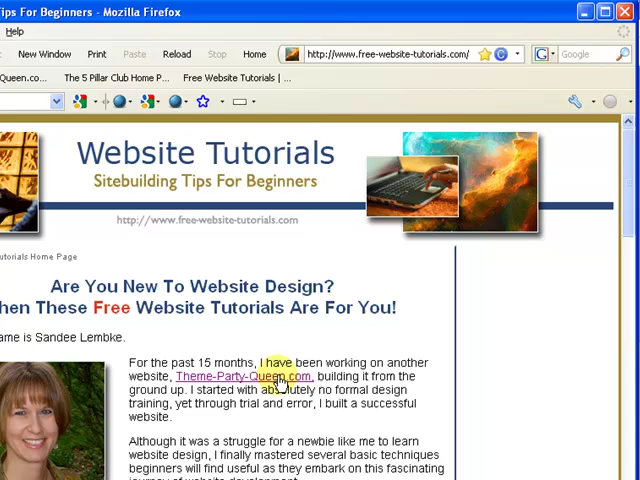 ips For Beginners - Mozilla Firefox
Help
New Window Print Reload Stop Home http://www.free-website-tutorials.com/ Google
Queen.co... The 5 Pillar Club Home P... Free Website Tutorials | ...
Website Tutorials
Sitebuilding Tips For Beginners
http://www.free-website-tutorials.com
utorials Home Page
Are You New To Website Design?
hen These Free Website Tutorials Are For You!
ame is Sandee Lembke.
For the past 15 months, I have been working on another
website, Theme-Party-Queen.com, building it from the
ground up. I started with absolutely no formal design
training, yet through trial and error, I built a successful
website.
Although it was a struggle for a newbie like me to learn
website design, I finally mastered several basic techniques
beginners will find useful as they embark on this fascinating
journey of website development.